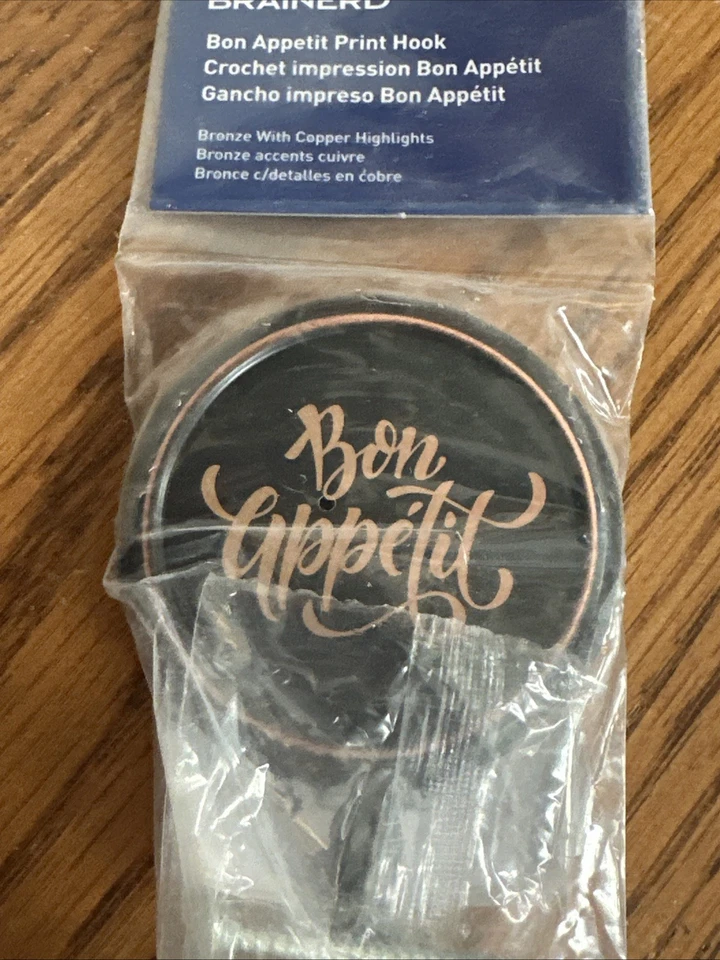 BRAINERD
Bon Appetit Print Hook
Crochet impression Bon Appétit
Gancho impreso Bon Appétit
Bronze With Copper Highlights
Bronze accents cuivre
Bronce c/detalles en cobre
Bon
Appétit